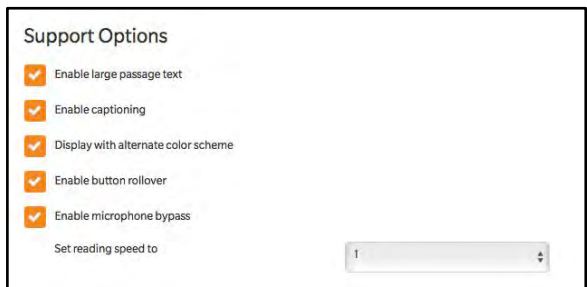 Support Options
Enable large passage text
Enable captioning
Display with alternate color scheme
Enable button rollover
Enable microphone bypass
Set reading speed to 1